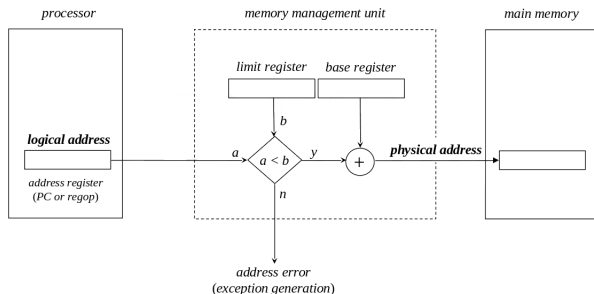 processor
memory management unit
main memory
limit register
base register
b
logical address
a
a < b
y
+
physical address
address register
(PC or regop)
n
address error
(exception generation)